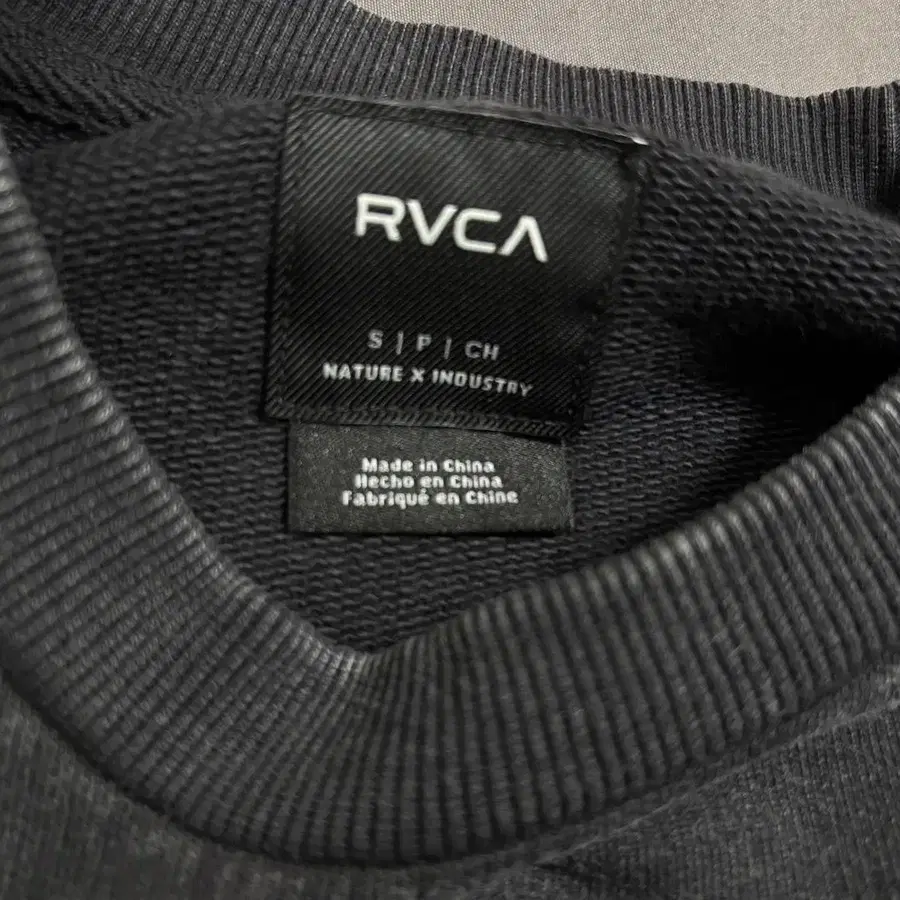 RVCA
S | P | CH
NATURE X INDUSTRY
Made in China
Hecho en China
Fabriqué en Chine